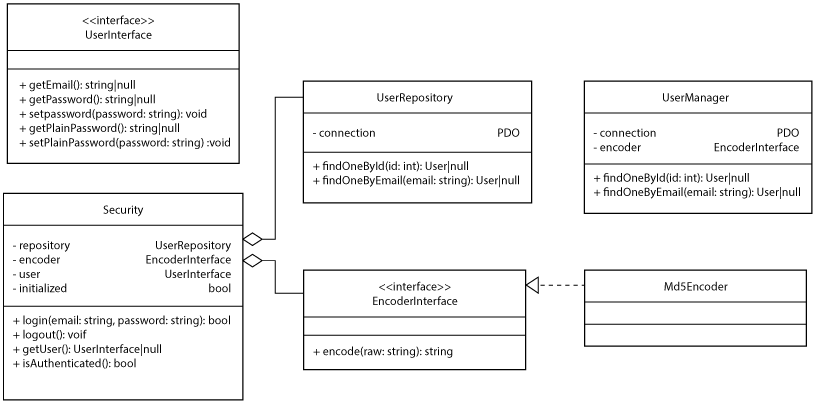 <<interface>>
UserInterface
+ getEmail(): string|null
+ getPassword(): string|null
+ setpassword(password: string): void
+ getPlainPassword(): string|null
+ setPlainPassword(password: string) :void
UserRepository
- connection PDO
+ findOneById(id: int): User|null
+ findOneByEmail(email: string): User|null
UserManager
- connection PDO
- encoder EncoderInterface
+ findOneById(id: int): User|null
+ findOneByEmail(email: string): User|null
Security
- repository UserRepository
- encoder EncoderInterface
- user UserInterface
- initialized bool
+ login(email: string, password: string): bool
+ logout(): voif
+ getUser(): UserInterface|null
+ isAuthenticated(): bool
<<interface>>
EncoderInterface
+ encode(raw: string): string
Md5Encoder